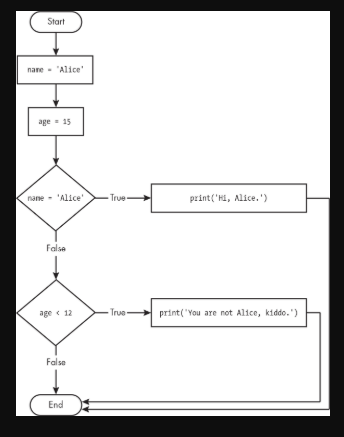 Start
name = 'Alice'
age = 15
name = 'Alice'
True
print('Hi, Alice.')
False
age < 12
True
print('You are not Alice, kiddo.')
False
End